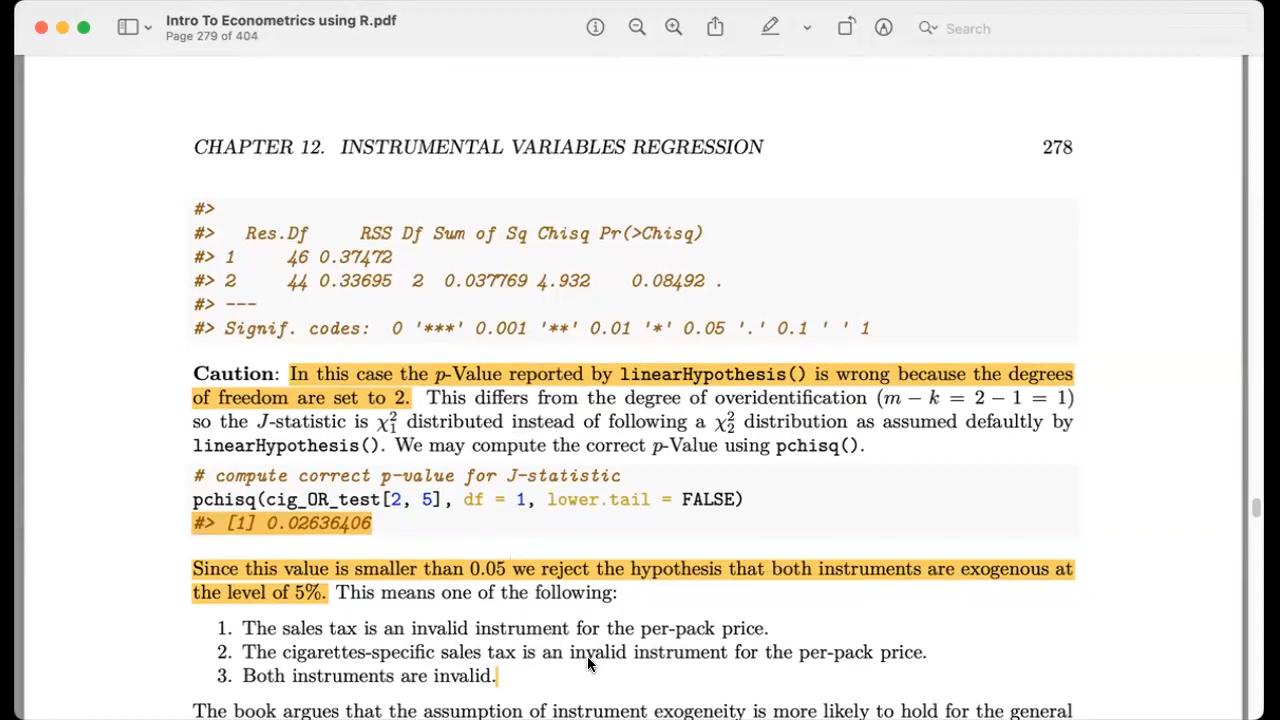 Intro To Econometrics using R.pdf
Page 279 of 404
Search
CHAPTER 12. INSTRUMENTAL VARIABLES REGRESSION 278
#>
#> Res.Df RSS Df Sum of Sq Chisq Pr(>Chisq)
#> 1 46 0.37472
#> 2 44 0.33695 2 0.037769 4.932 0.08492 .
#> ---
#> Signif. codes: 0 '***' 0.001 '**' 0.01 '*' 0.05 '.' 0.1 ' ' 1
Caution: In this case the p-Value reported by linearHypothesis() is wrong because the degrees
of freedom are set to 2. This differs from the degree of overidentification (m − k = 2 − 1 = 1)
so the J-statistic is χ²₁ distributed instead of following a χ²₂ distribution as assumed defaultly by
linearHypothesis(). We may compute the correct p-Value using pchisq().
# compute correct p-value for J-statistic
pchisq(cig_OR_test[2, 5], df = 1, lower.tail = FALSE)
#> [1] 0.02636406
Since this value is smaller than 0.05 we reject the hypothesis that both instruments are exogenous at
the level of 5%. This means one of the following:
1. The sales tax is an invalid instrument for the per-pack price.
2. The cigarettes-specific sales tax is an invalid instrument for the per-pack price.
3. Both instruments are invalid.
The book argues that the assumption of instrument exogeneity is more likely to hold for the general